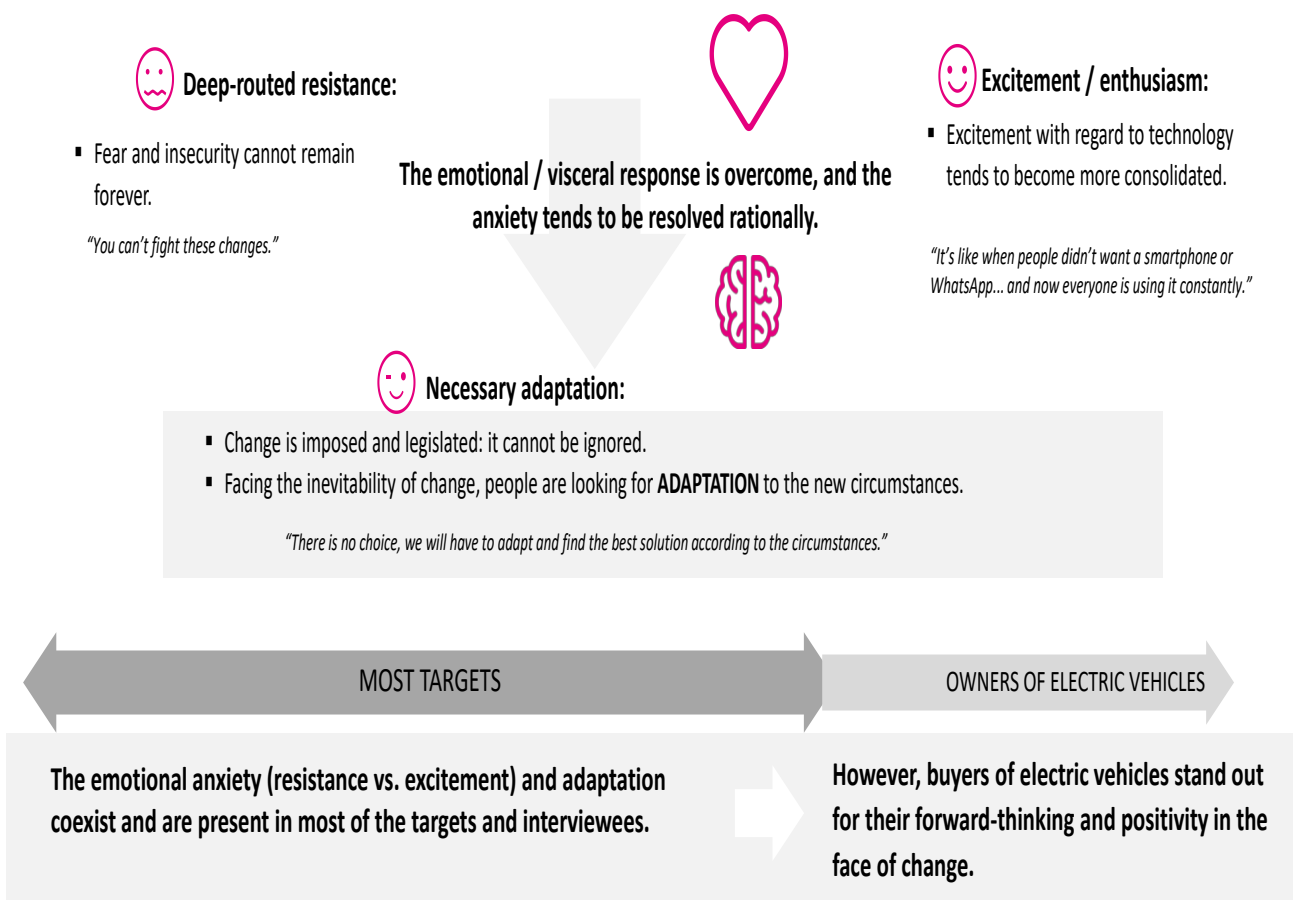 Deep-routed resistance:
▪ Fear and insecurity cannot remain
forever.
“You can’t fight these changes.”
The emotional / visceral response is overcome, and the
anxiety tends to be resolved rationally.
Excitement / enthusiasm:
▪ Excitement with regard to technology
tends to become more consolidated.
“It’s like when people didn’t want a smartphone or
WhatsApp... and now everyone is using it constantly.”
Necessary adaptation:
▪ Change is imposed and legislated: it cannot be ignored.
▪ Facing the inevitability of change, people are looking for ADAPTATION to the new circumstances.
“There is no choice, we will have to adapt and find the best solution according to the circumstances.”
MOST TARGETS
OWNERS OF ELECTRIC VEHICLES
The emotional anxiety (resistance vs. excitement) and adaptation
coexist and are present in most of the targets and interviewees.
However, buyers of electric vehicles stand out
for their forward-thinking and positivity in the
face of change.